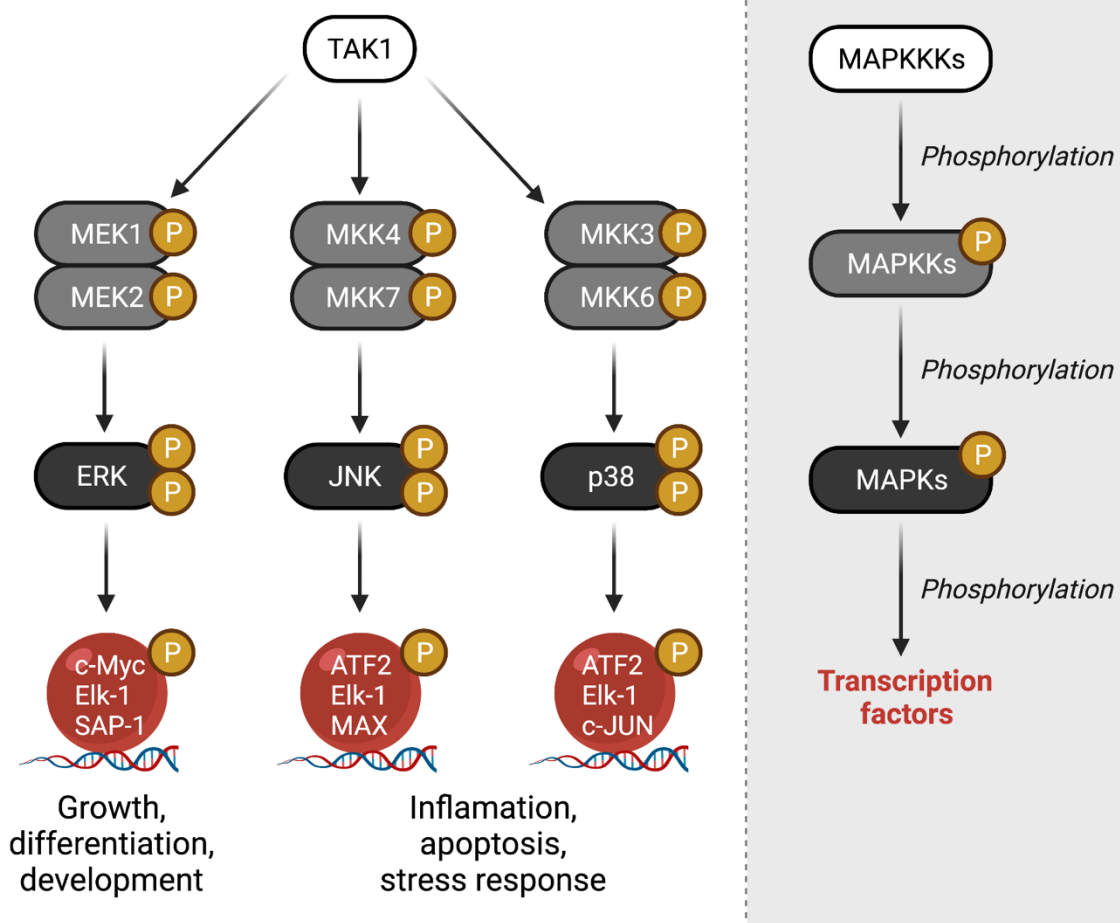 TAK1
MEK1 P
MEK2 P
MKK4 P
MKK7 P
MKK3 P
MKK6 P
ERK P P
JNK P P
p38 P P
c-Myc P
Elk-1
SAP-1
ATF2 P
Elk-1
MAX
ATF2 P
Elk-1
c-JUN
Growth,
differentiation,
development
Inflamation,
apoptosis,
stress response
MAPKKKs
Phosphorylation
MAPKKs P
Phosphorylation
MAPKs P
Phosphorylation
Transcription
factors